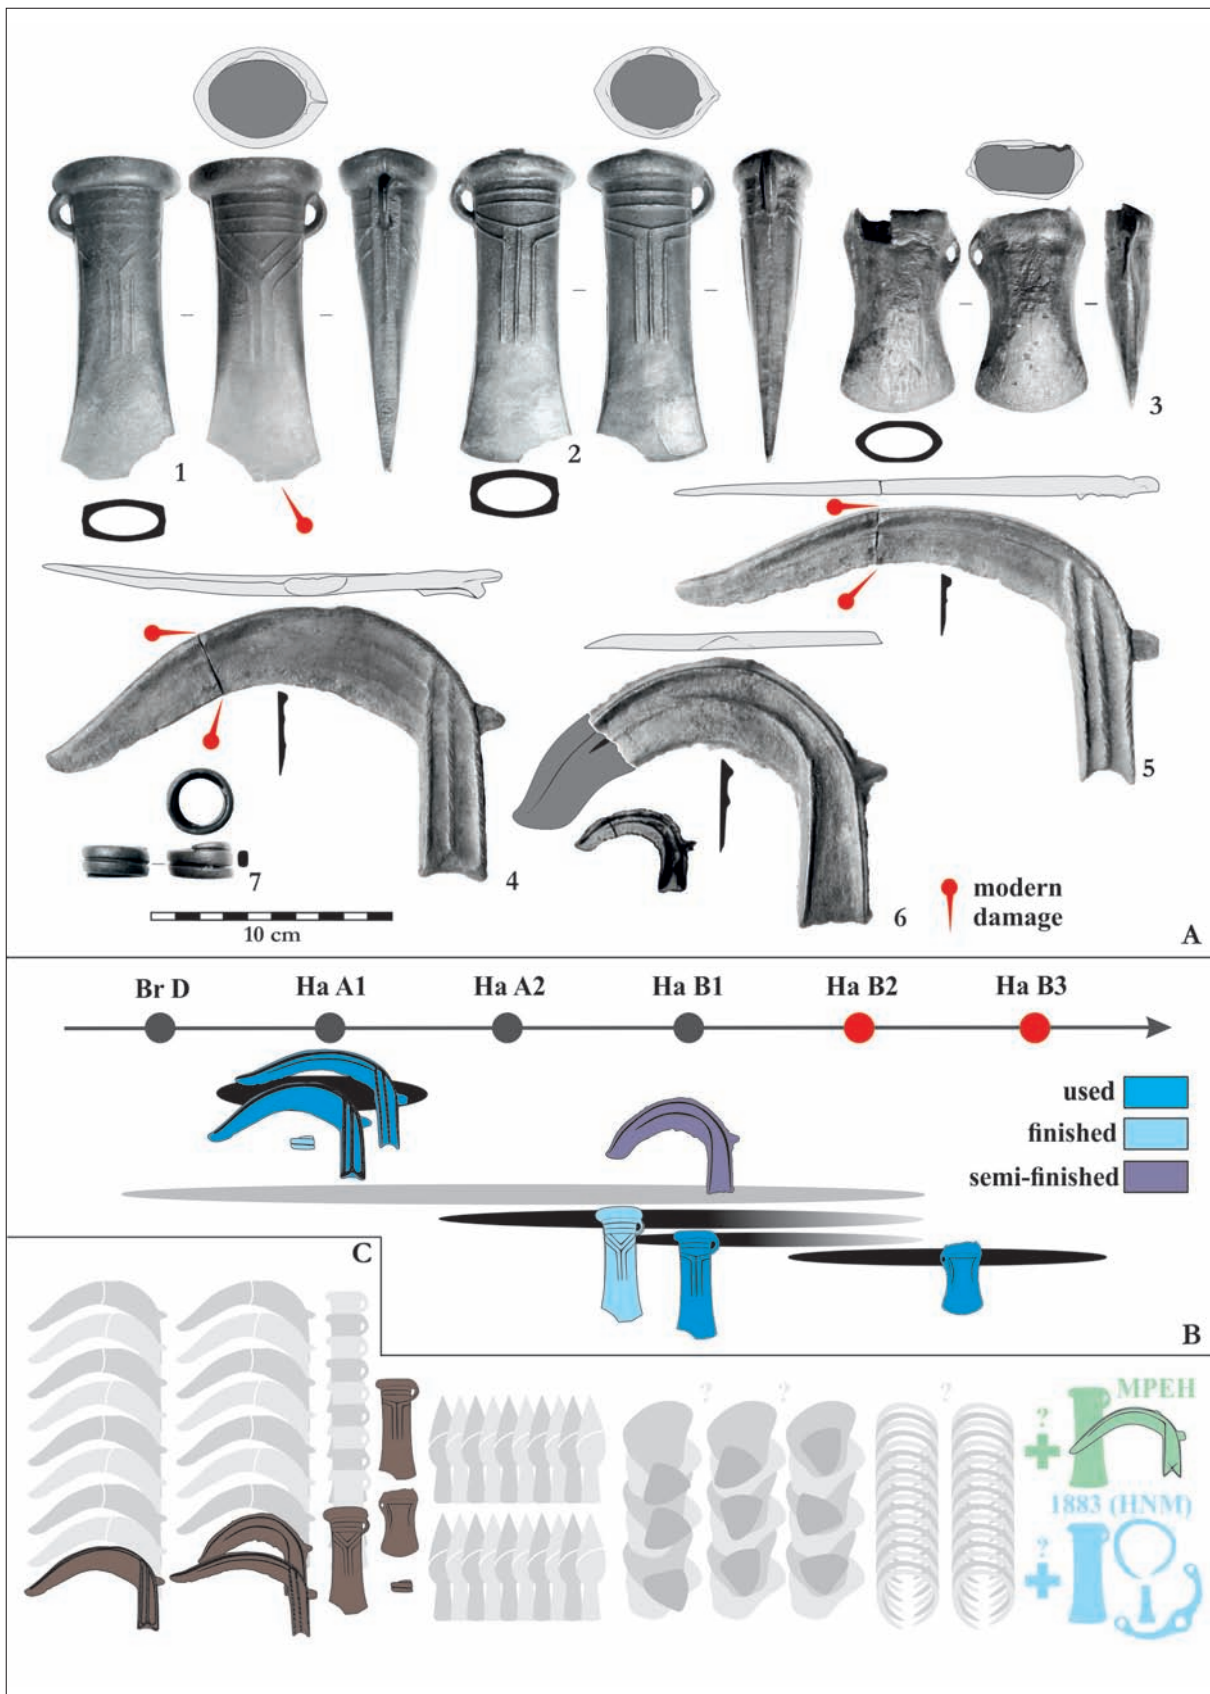 1
2
3
4
5
6
7
10 cm
modern
damage
A
Br D
Ha A1
Ha A2
Ha B1
Ha B2
Ha B3
used
finished
semi-finished
B
C
?
?
?
MPEH
?
1883 (HNM)
?